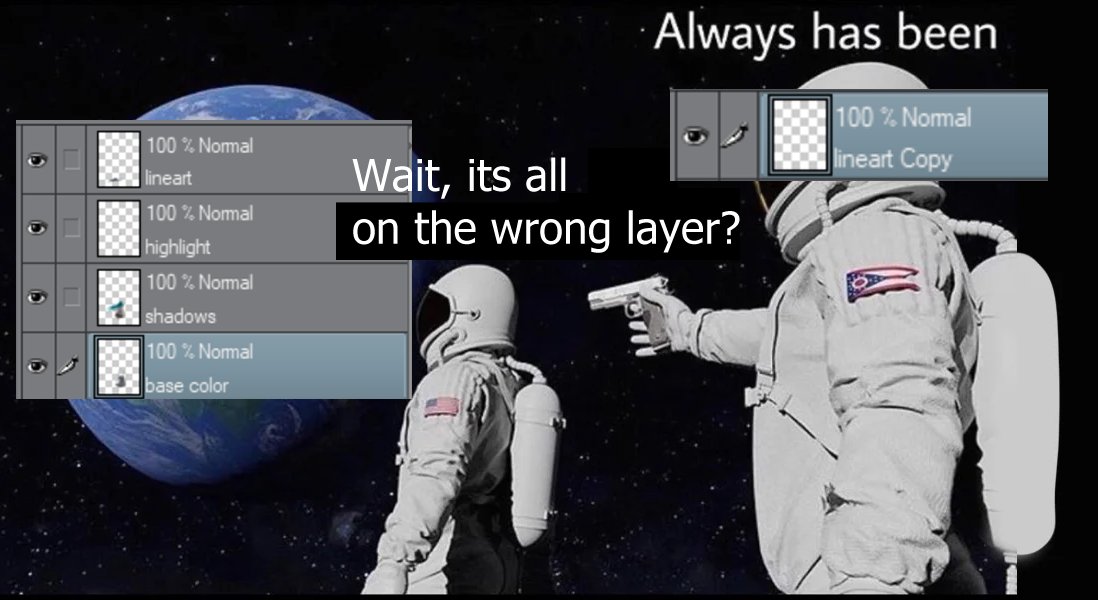 Always has been
100 % Normal
lineart Copy
100 % Normal
lineart
Wait, its all
on the wrong layer?
100 % Normal
highlight
100 % Normal
shadows
100 % Normal
base color